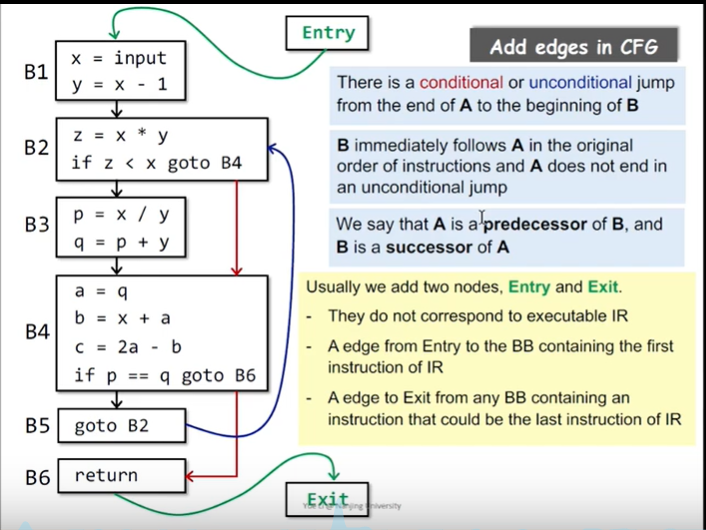 Entry
Add edges in CFG
B1
x = input
y = x - 1
B2
z = x * y
if z < x goto B4
B3
p = x / y
q = p + y
B4
a = q
b = x + a
c = 2a - b
if p == q goto B6
B5
goto B2
B6
return
Exit
There is a conditional or unconditional jump
from the end of A to the beginning of B
B immediately follows A in the original
order of instructions and A does not end in
an unconditional jump
We say that A is a predecessor of B, and
B is a successor of A
Usually we add two nodes, Entry and Exit.
- They do not correspond to executable IR
- A edge from Entry to the BB containing the first
instruction of IR
- A edge to Exit from any BB containing an
instruction that could be the last instruction of IR
University